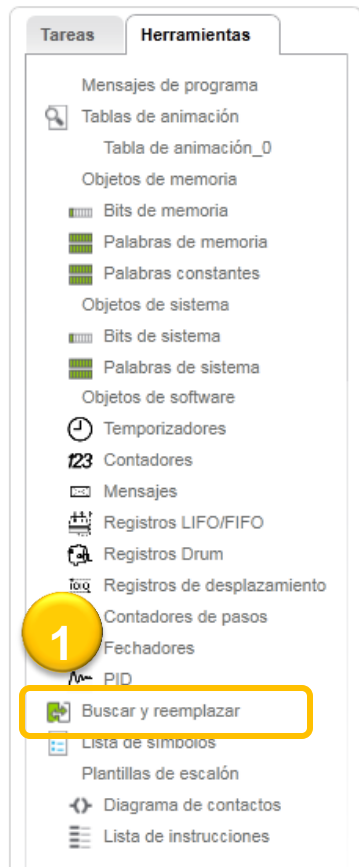 Tareas Herramientas
Mensajes de programa
Tablas de animación
Tabla de animación_0
Objetos de memoria
Bits de memoria
Palabras de memoria
Palabras constantes
Objetos de sistema
Bits de sistema
Palabras de sistema
Objetos de software
Temporizadores
123 Contadores
Mensajes
Registros LIFO/FIFO
Registros Drum
Registros de desplazamiento
Contadores de pasos
1 Fechadores
PID
Buscar y reemplazar
Lista de símbolos
Plantillas de escalón
Diagrama de contactos
Lista de instrucciones